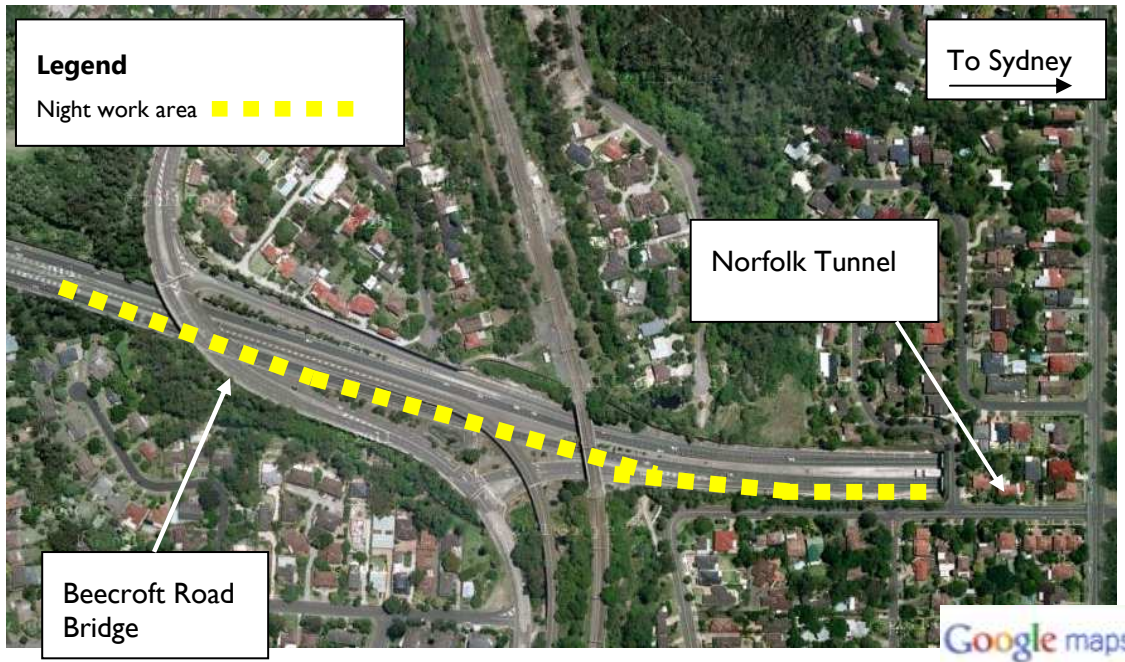 Legend
Night work area
To Sydney
Norfolk Tunnel
Beecroft Road
Bridge
Google maps